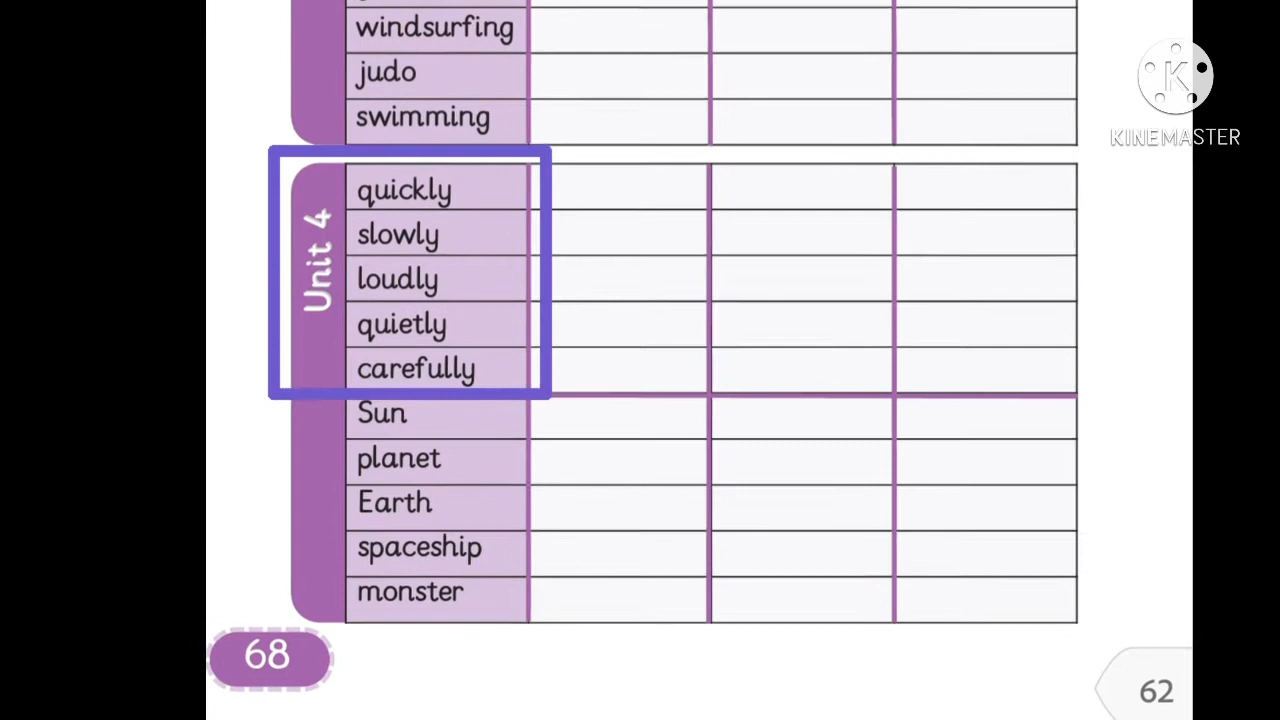 windsurfing
judo
swimming
KINEMASTER
Unit 4
quickly
slowly
loudly
quietly
carefully
Sun
planet
Earth
spaceship
monster
68
62